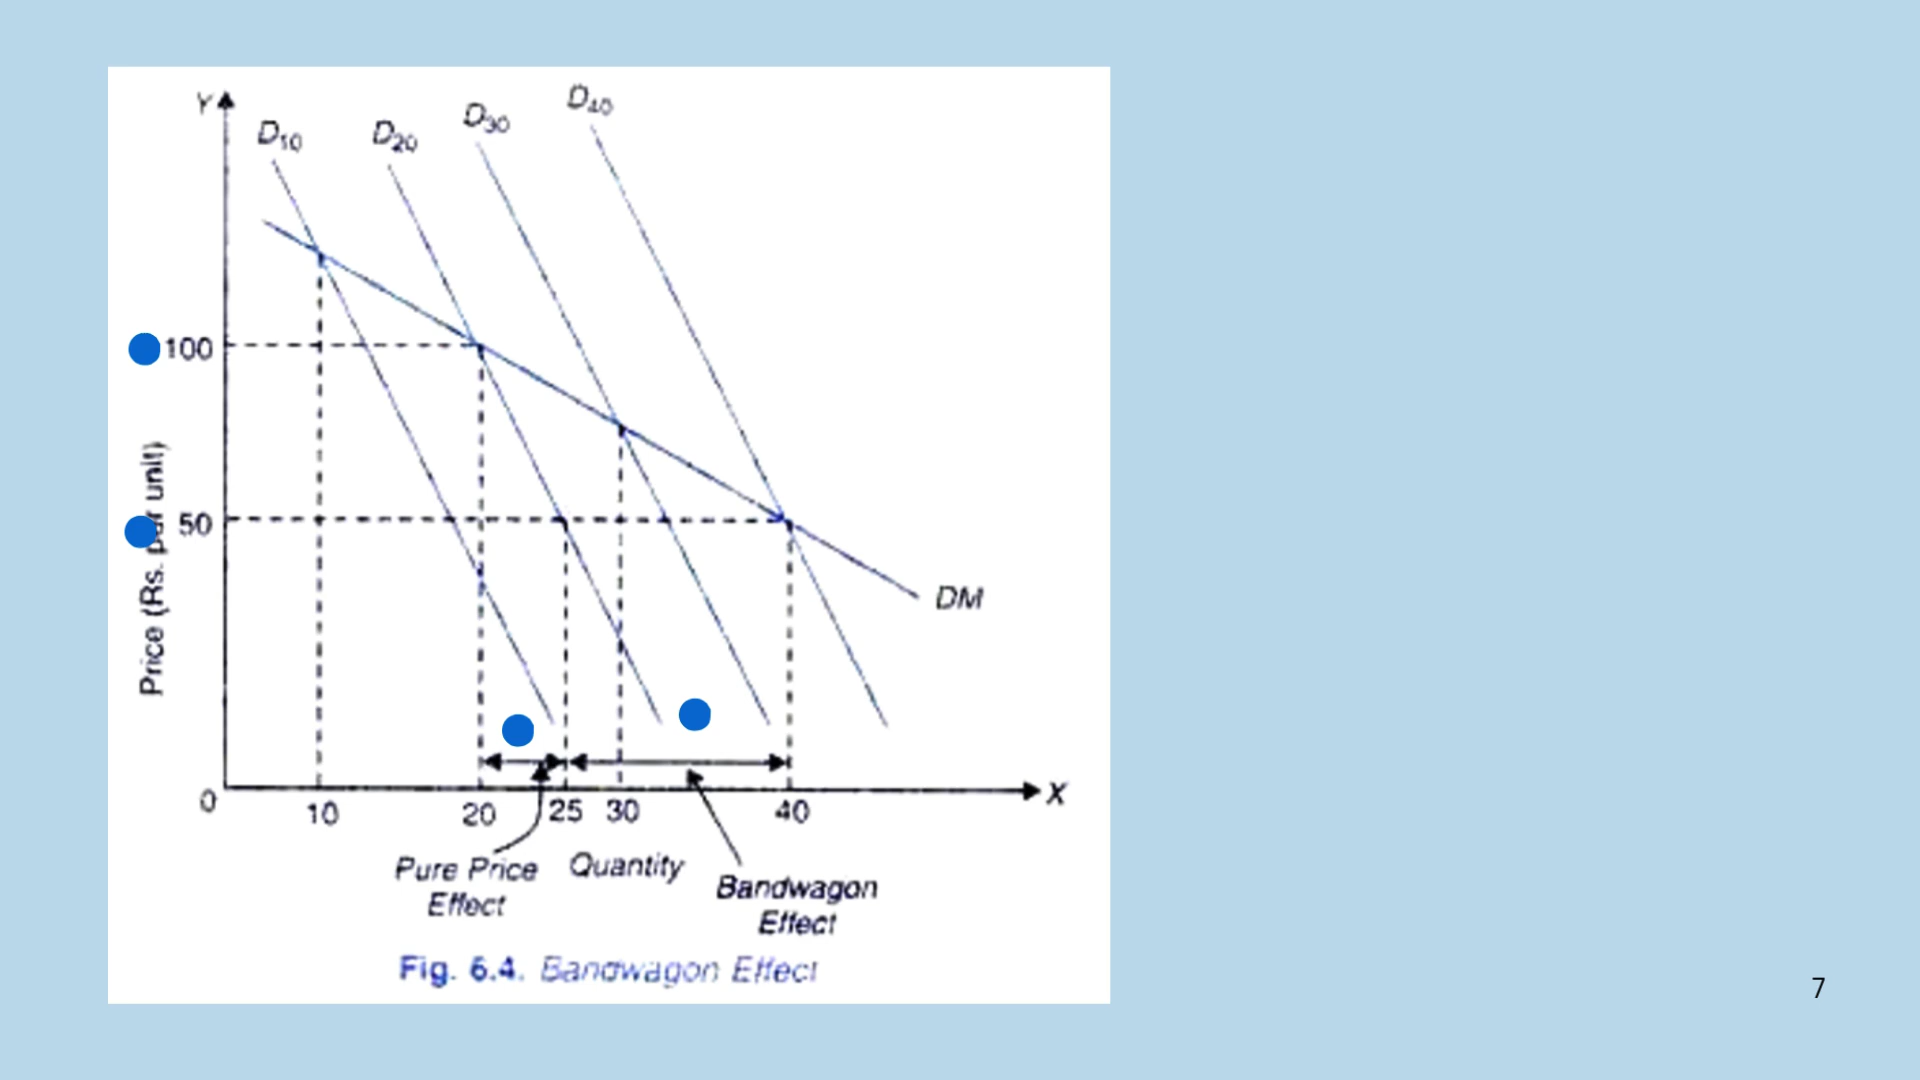 Y
D10
D20
D30
D40
100
50
Price (Rs. per unit)
DM
0
10
20
25
30
40
X
Pure Price
Effect
Quantity
Bandwagon
Effect
Fig. 6.4. Bandwagon Effect
7